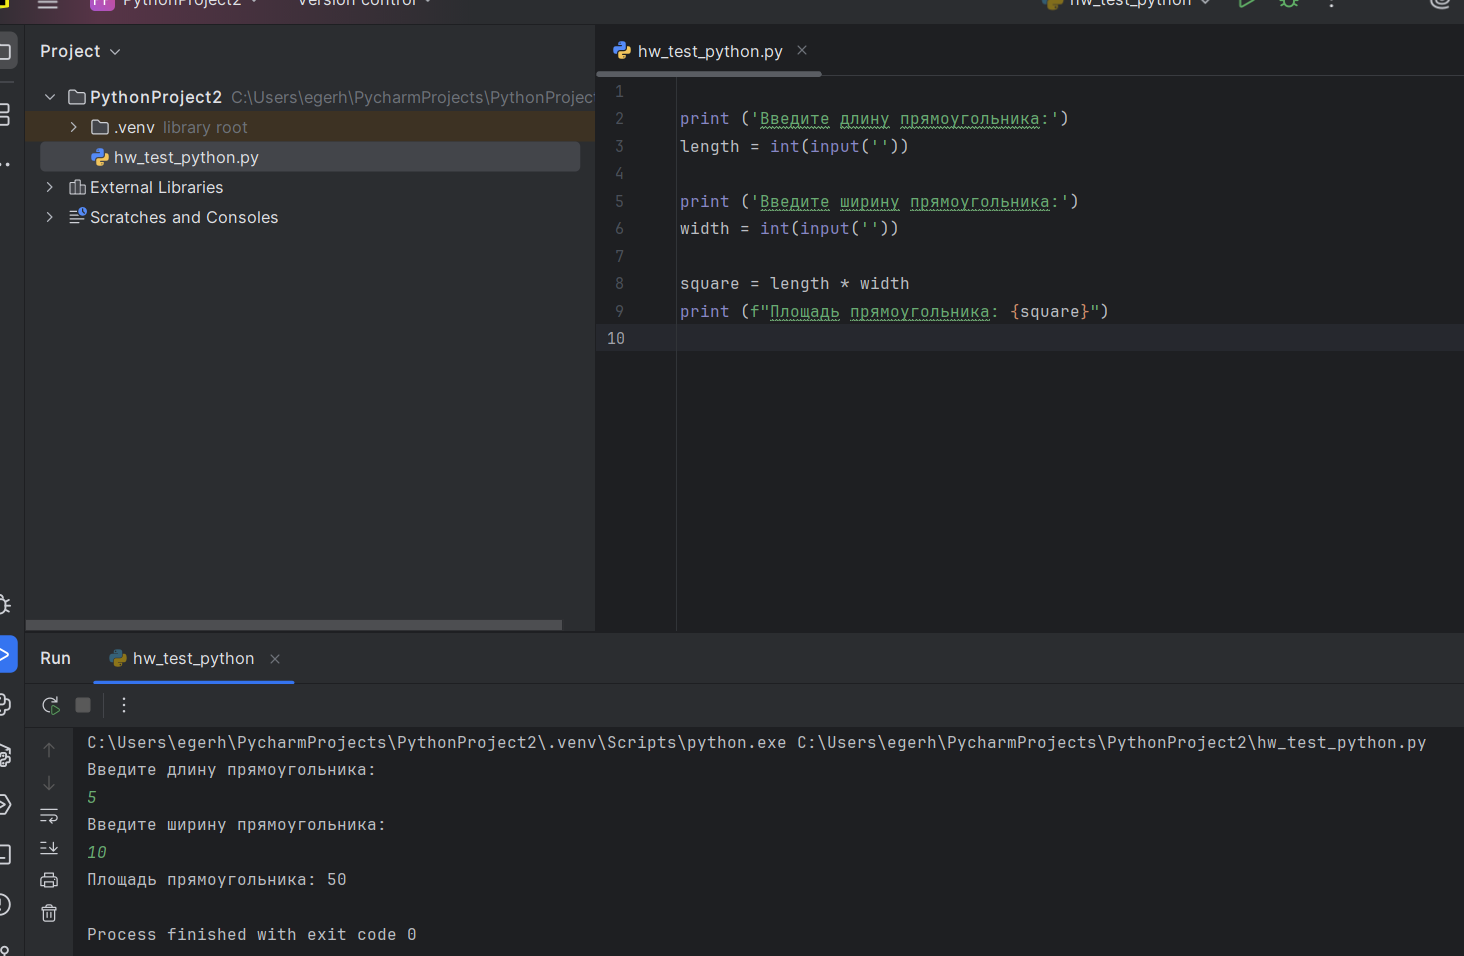 PythonProject2 Version control hw_test_python
Project
hw_test_python.py
PythonProject2 C:\Users\egerh\PycharmProjects\PythonProject
.venv library root
hw_test_python.py
External Libraries
Scratches and Consoles
1
2 print ('Введите длину прямоугольника:')
3 length = int(input(''))
4
5 print ('Введите ширину прямоугольника:')
6 width = int(input(''))
7
8 square = length * width
9 print (f"Площадь прямоугольника: {square}")
10
Run hw_test_python
C:\Users\egerh\PycharmProjects\PythonProject2\.venv\Scripts\python.exe C:\Users\egerh\PycharmProjects\PythonProject2\hw_test_python.py
Введите длину прямоугольника:
5
Введите ширину прямоугольника:
10
Площадь прямоугольника: 50
Process finished with exit code 0